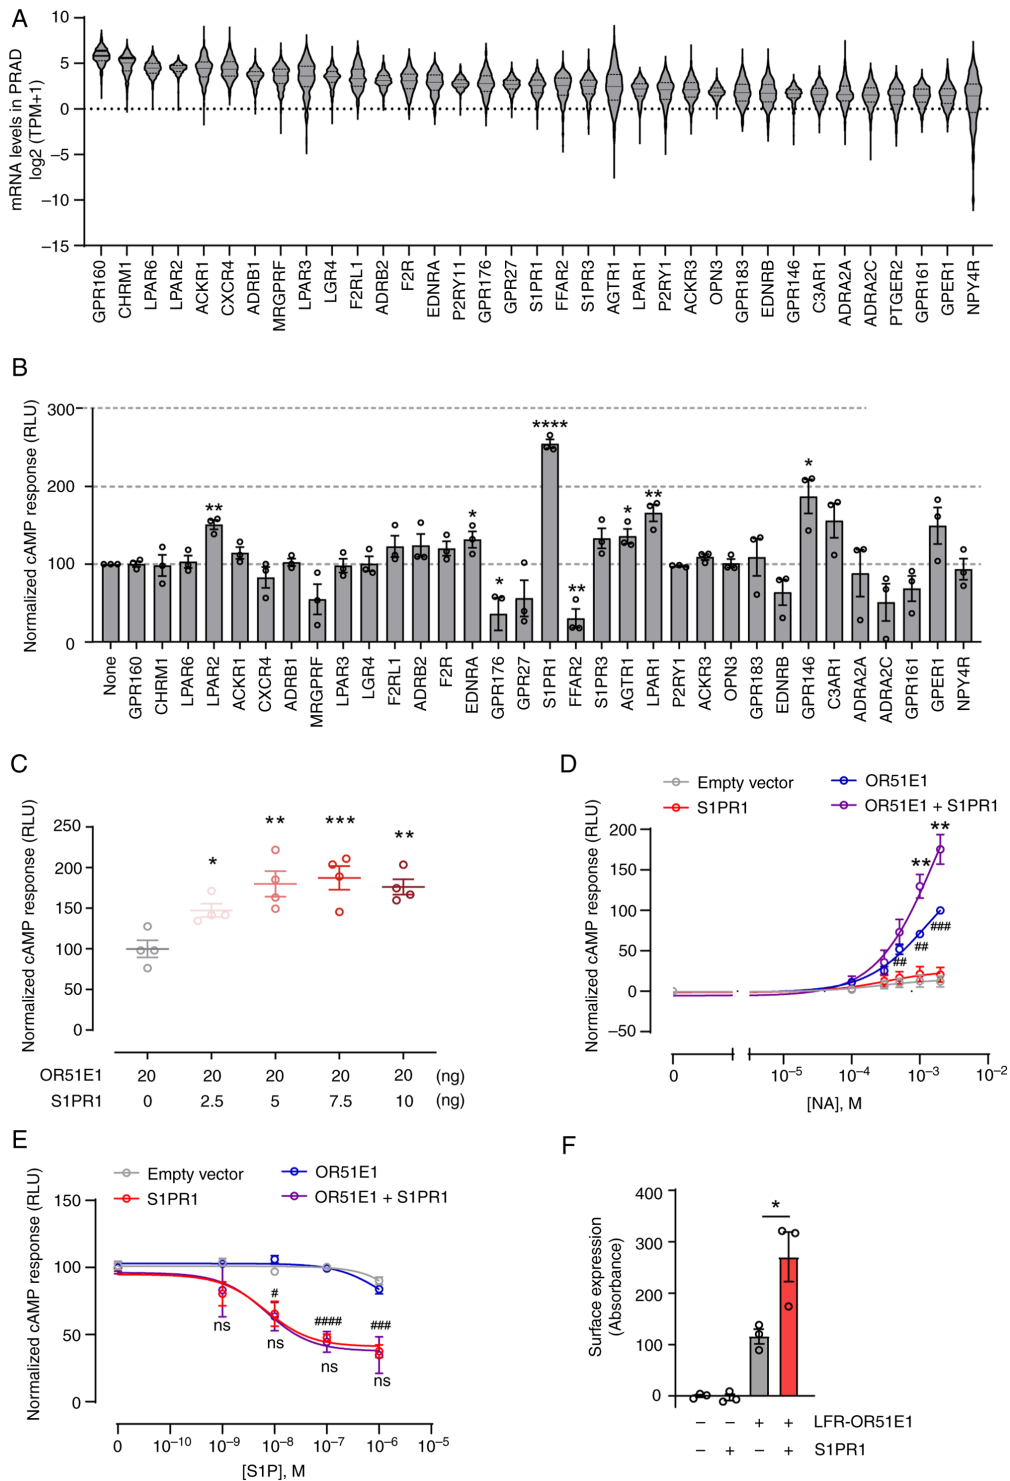 A
mRNA levels in PRAD
log2 (TPM+1)
10
5
0
−5
−10
−15
GPR160
CHRM1
LPAR6
LPAR2
ACKR1
CXCR4
ADRB1
MRGPRF
LPAR3
LGR4
F2RL1
ADRB2
F2R
EDNRA
P2RY11
GPR176
GPR27
S1PR1
FFAR2
S1PR3
AGTR1
LPAR1
P2RY1
ACKR3
OPN3
GPR183
EDNRB
GPR146
C3AR1
ADRA2A
ADRA2C
PTGER2
GPR161
GPER1
NPY4R
B
Normalized cAMP response (RLU)
300
200
100
0
** * * **** ** * ** *
None
GPR160
CHRM1
LPAR6
LPAR2
ACKR1
CXCR4
ADRB1
MRGPRF
LPAR3
LGR4
F2RL1
ADRB2
F2R
EDNRA
GPR176
GPR27
S1PR1
FFAR2
S1PR3
AGTR1
LPAR1
P2RY1
ACKR3
OPN3
GPR183
EDNRB
GPR146
C3AR1
ADRA2A
ADRA2C
GPR161
GPER1
NPY4R
C
Normalized cAMP response (RLU)
250
200
150
100
50
0
* ** *** **
OR51E1 20 20 20 20 20 (ng)
S1PR1 0 2.5 5 7.5 10 (ng)
D
Empty vector
OR51E1
S1PR1
OR51E1 + S1PR1
Normalized cAMP response (RLU)
200
150
100
50
0
−50
** **
## ## ###
0 10−5 10−4 10−3 10−2
[NA], M
E
Empty vector
OR51E1
S1PR1
OR51E1 + S1PR1
Normalized cAMP response (RLU)
150
100
50
0
# #### ###
ns ns ns ns
0 10−10 10−9 10−8 10−7 10−6 10−5
[S1P], M
F
Surface expression
(Absorbance)
400
300
200
100
0
*
− − + + LFR-OR51E1
− + − + S1PR1